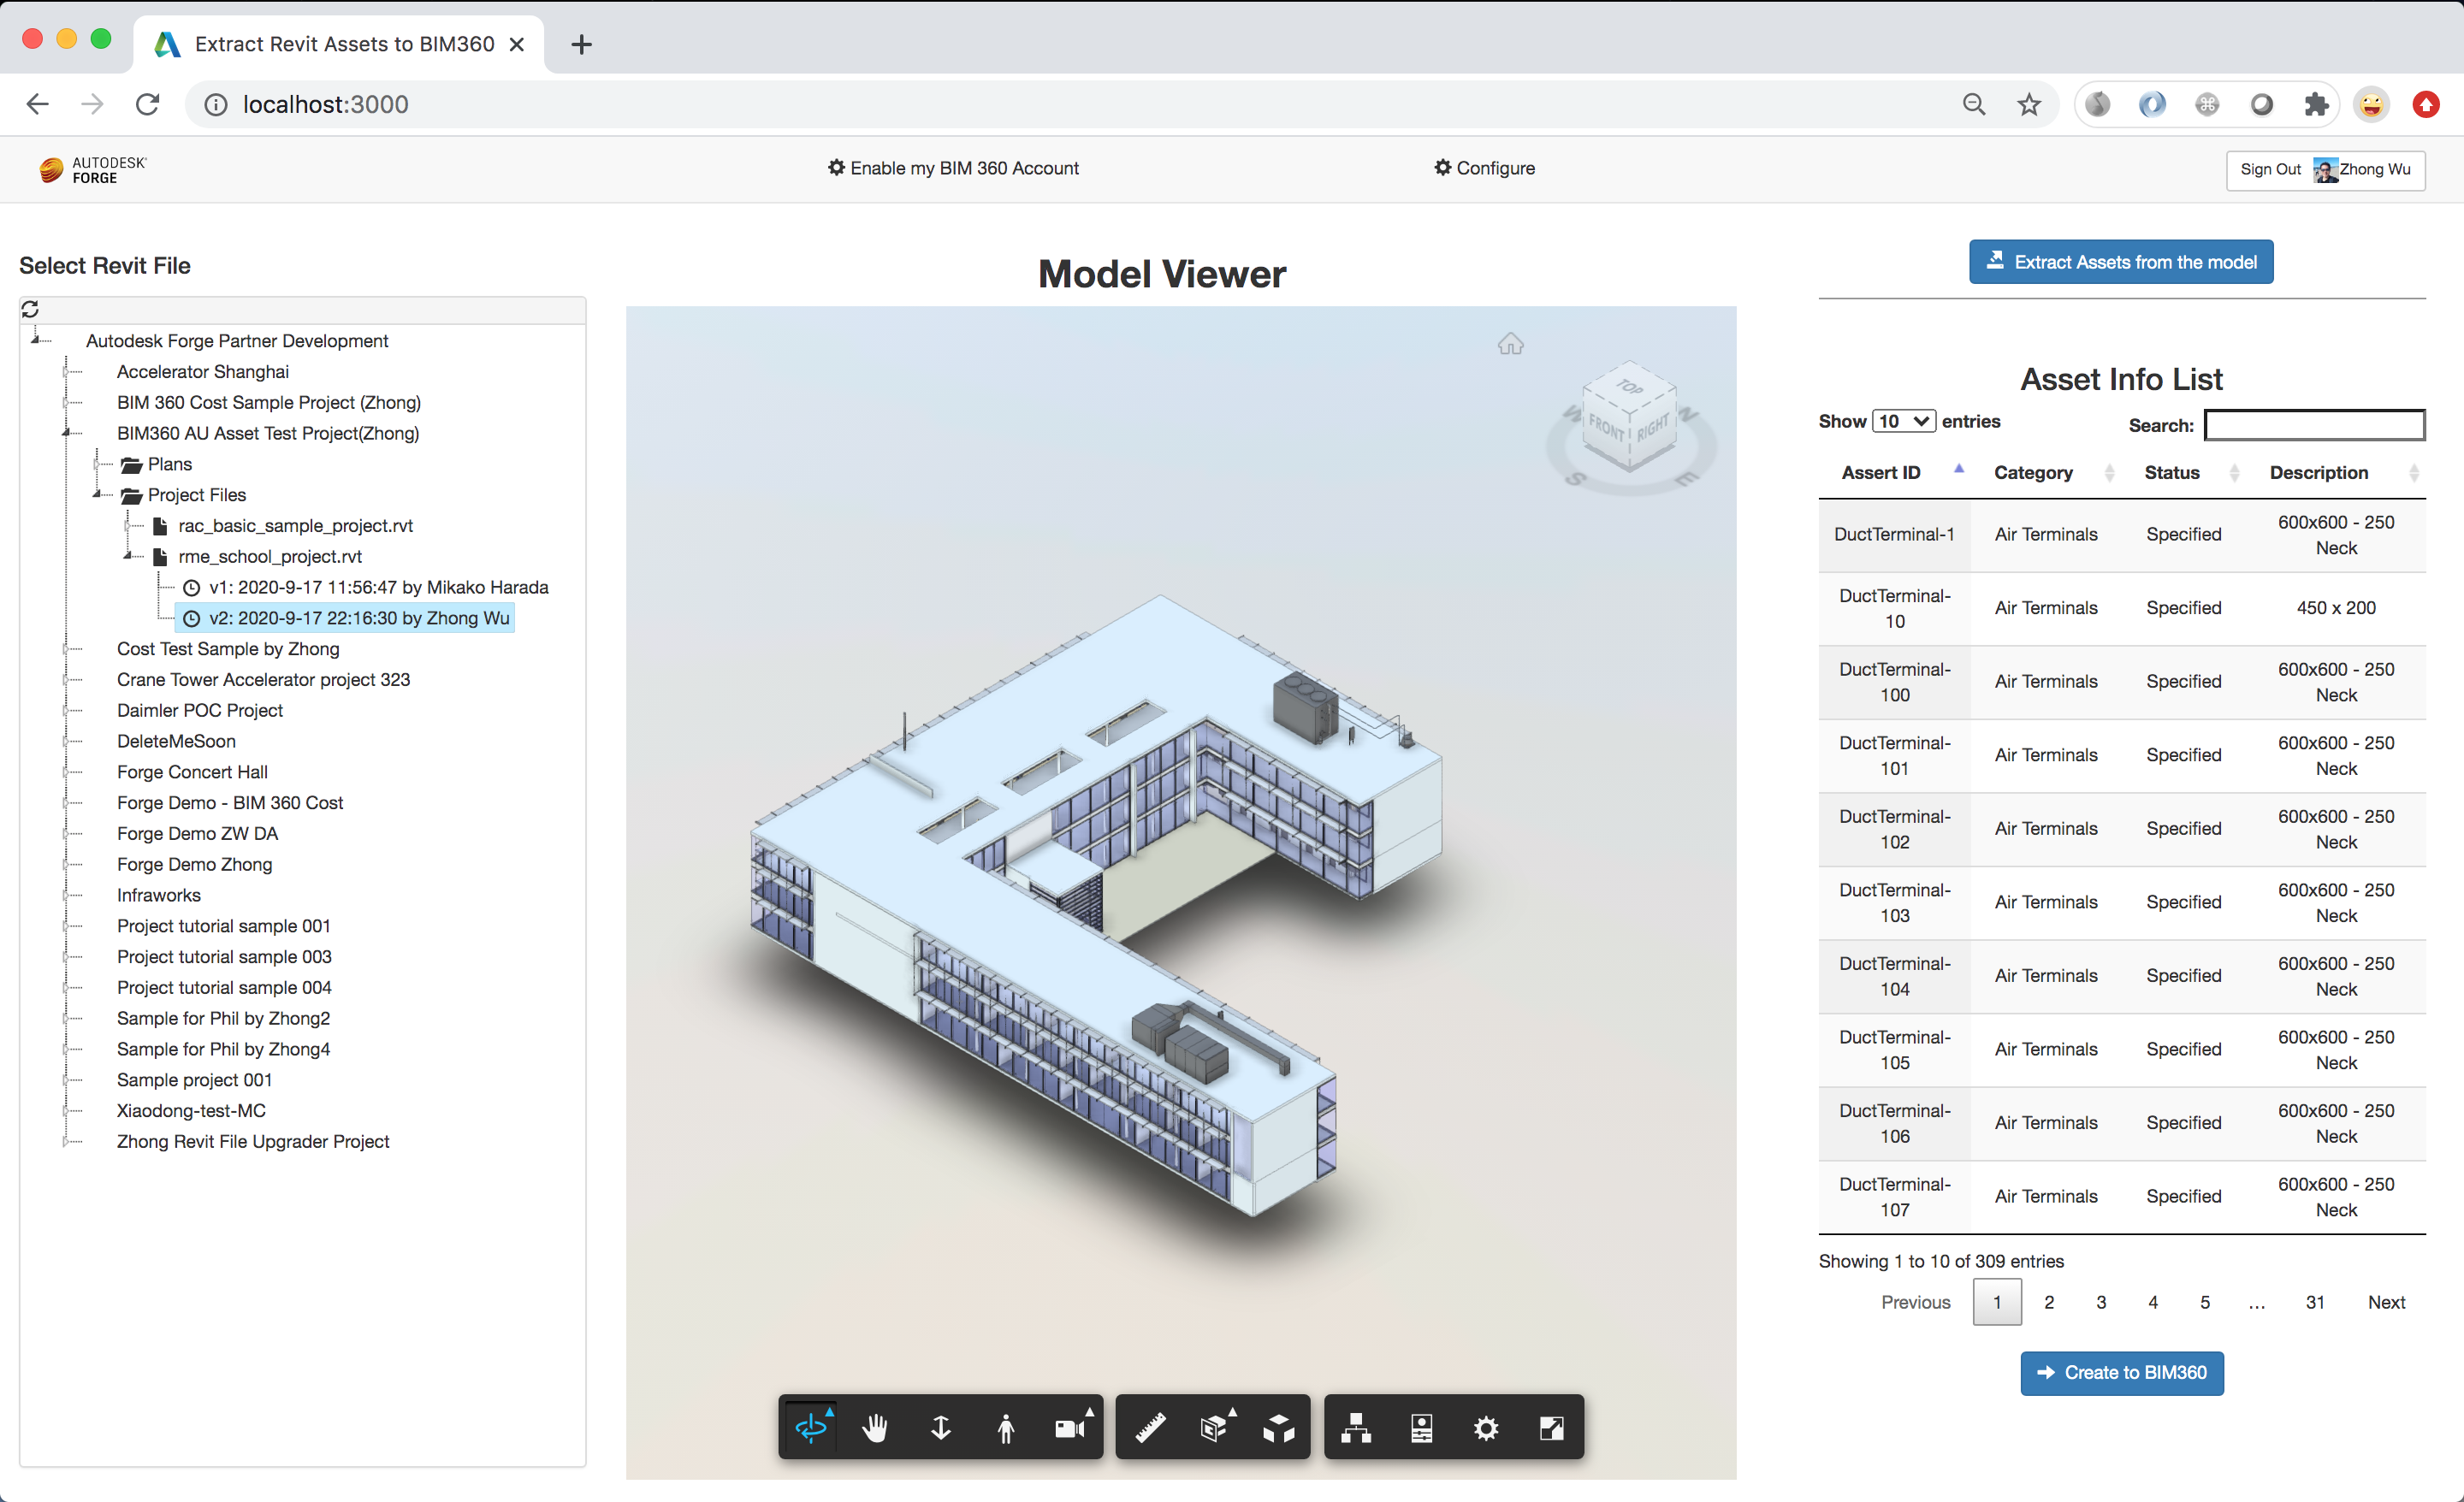 Extract Revit Assets to BIM360
localhost:3000
AUTODESK
FORGE
Enable my BIM 360 Account
Configure
Sign Out Zhong Wu
Select Revit File
Autodesk Forge Partner Development
Accelerator Shanghai
BIM 360 Cost Sample Project (Zhong)
BIM360 AU Asset Test Project(Zhong)
Plans
Project Files
rac_basic_sample_project.rvt
rme_school_project.rvt
v1: 2020-9-17 11:56:47 by Mikako Harada
v2: 2020-9-17 22:16:30 by Zhong Wu
Cost Test Sample by Zhong
Crane Tower Accelerator project 323
Daimler POC Project
DeleteMeSoon
Forge Concert Hall
Forge Demo - BIM 360 Cost
Forge Demo ZW DA
Forge Demo Zhong
Infraworks
Project tutorial sample 001
Project tutorial sample 003
Project tutorial sample 004
Sample for Phil by Zhong2
Sample for Phil by Zhong4
Sample project 001
Xiaodong-test-MC
Zhong Revit File Upgrader Project
Model Viewer
TOP
W N
FRONT RIGHT
S E
Extract Assets from the model
Asset Info List
Show 10 entries Search:
Assert ID Category Status Description
DuctTerminal-1 Air Terminals Specified 600x600 - 250
Neck
DuctTerminal-
10 Air Terminals Specified 450 x 200
DuctTerminal-
100 Air Terminals Specified 600x600 - 250
Neck
DuctTerminal-
101 Air Terminals Specified 600x600 - 250
Neck
DuctTerminal-
102 Air Terminals Specified 600x600 - 250
Neck
DuctTerminal-
103 Air Terminals Specified 600x600 - 250
Neck
DuctTerminal-
104 Air Terminals Specified 600x600 - 250
Neck
DuctTerminal-
105 Air Terminals Specified 600x600 - 250
Neck
DuctTerminal-
106 Air Terminals Specified 600x600 - 250
Neck
DuctTerminal-
107 Air Terminals Specified 600x600 - 250
Neck
Showing 1 to 10 of 309 entries
Previous 1 2 3 4 5 … 31 Next
Create to BIM360